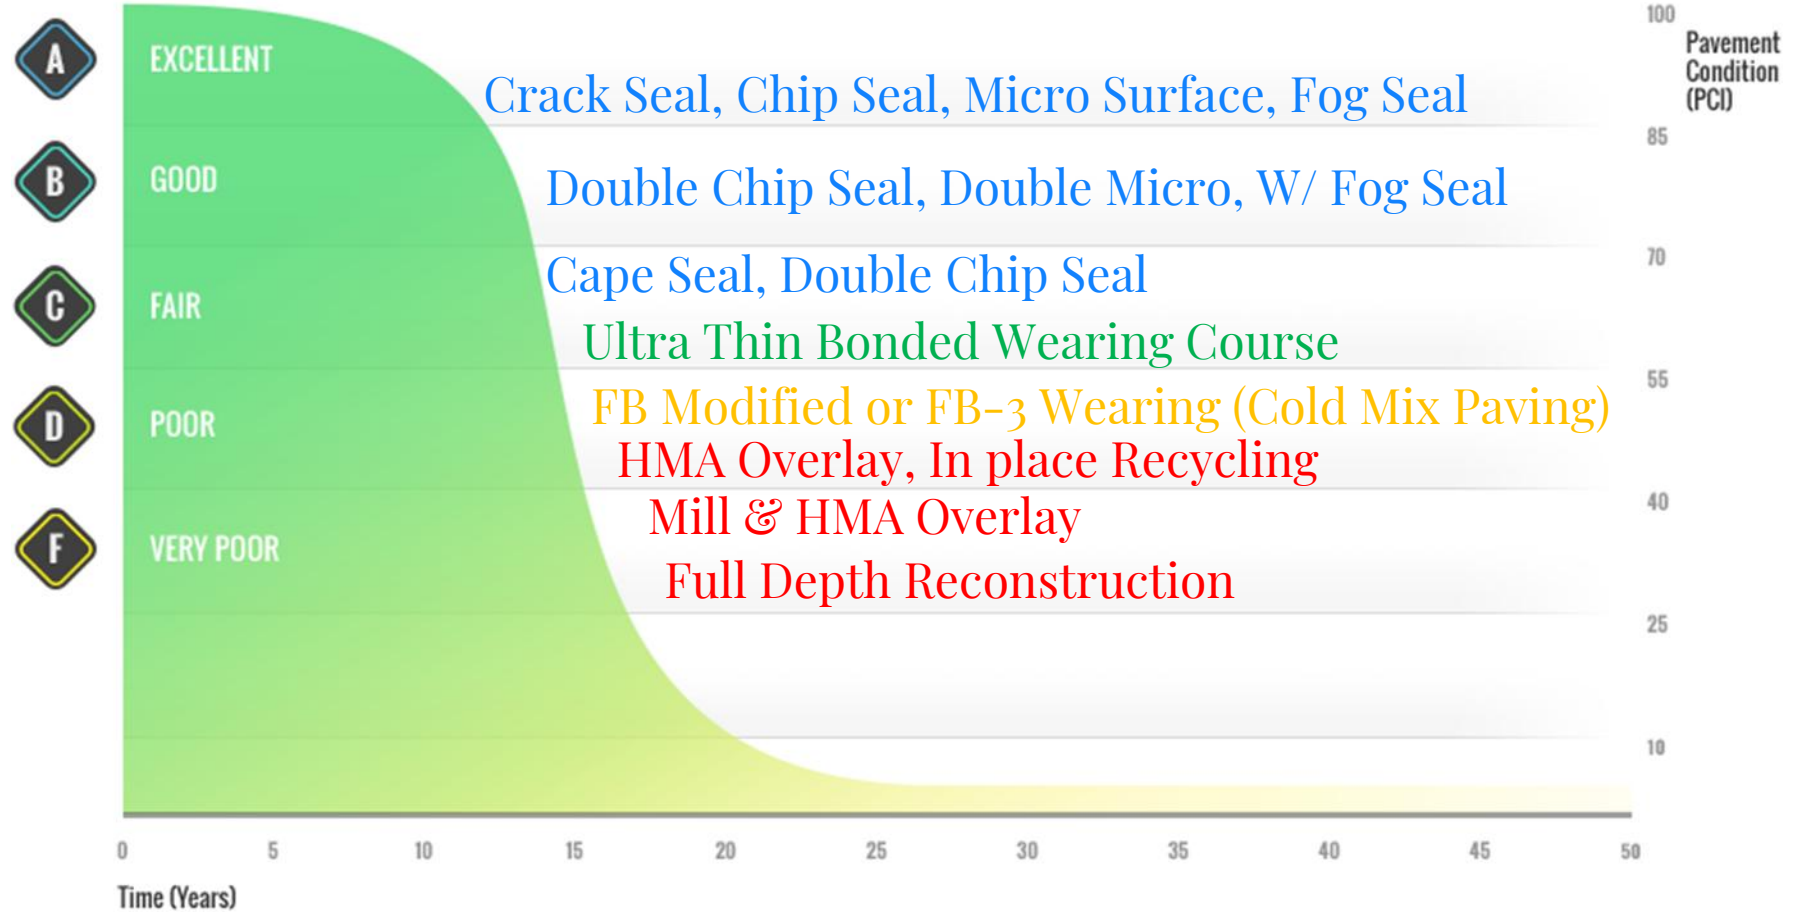 100
Pavement
Condition
(PCI)
A
EXCELLENT
Crack Seal, Chip Seal, Micro Surface, Fog Seal
85
B
GOOD
Double Chip Seal, Double Micro, W/ Fog Seal
70
C
FAIR
Cape Seal, Double Chip Seal
Ultra Thin Bonded Wearing Course
55
D
POOR
FB Modified or FB-3 Wearing (Cold Mix Paving)
HMA Overlay, In place Recycling
40
F
VERY POOR
Mill & HMA Overlay
Full Depth Reconstruction
25
10
0 5 10 15 20 25 30 35 40 45 50
Time (Years)